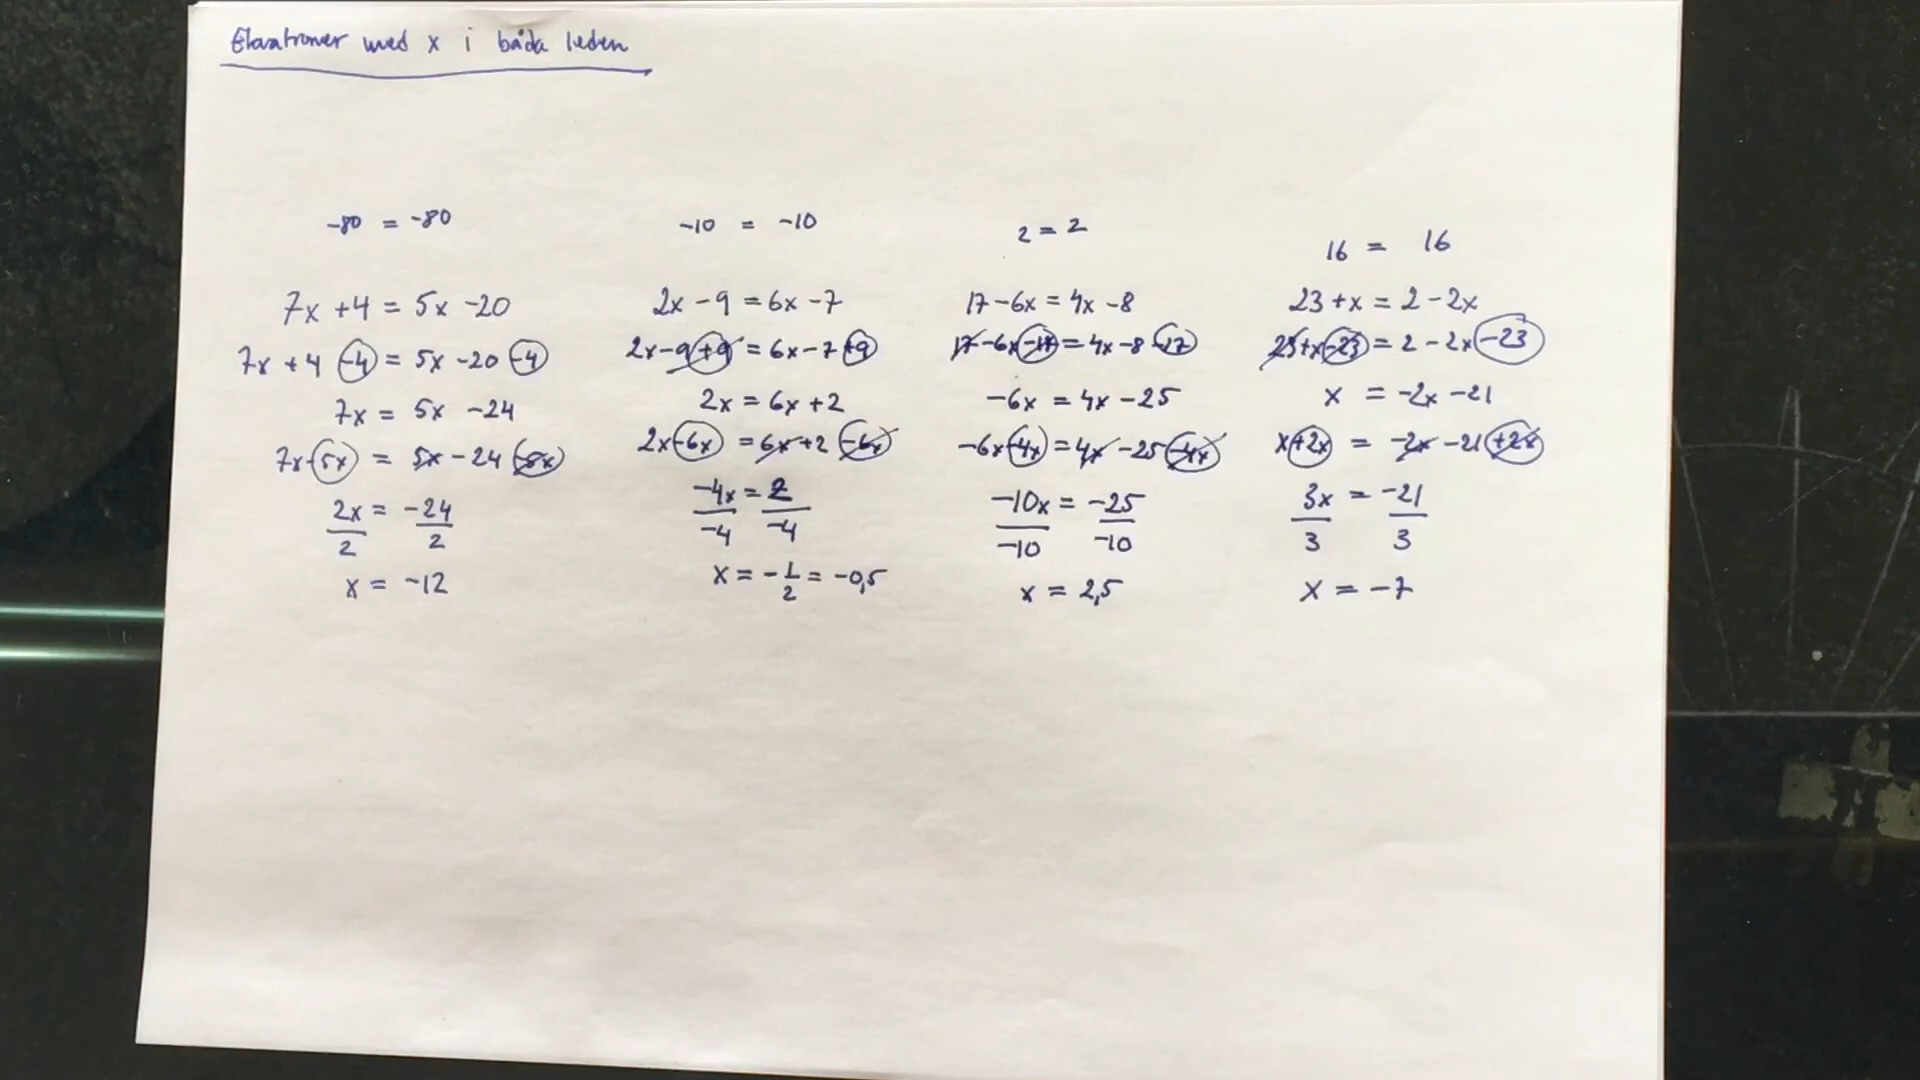 Ekvationer med x i båda leden
-80 = -80
7x + 4 = 5x - 20
7x + 4 - 4 = 5x - 20 - 4
7x = 5x - 24
7x - 5x = 5x - 24 - 5x
2x = -24
2 2
x = -12
-10 = -10
2x - 9 = 6x - 7
2x - 9 + 9 = 6x - 7 + 9
2x = 6x + 2
2x - 6x = 6x + 2 - 6x
-4x = 2
-4 -4
x = - 1/2 = -0,5
2 = 2
17 - 6x = 4x - 8
17 - 6x - 17 = 4x - 8 - 17
-6x = 4x - 25
-6x - 4x = 4x - 25 - 4x
-10x = -25
-10 -10
x = 2,5
16 = 16
23 + x = 2 - 2x
23 + x - 23 = 2 - 2x - 23
x = -2x - 21
x + 2x = -2x - 21 + 2x
3x = -21
3 3
x = -7